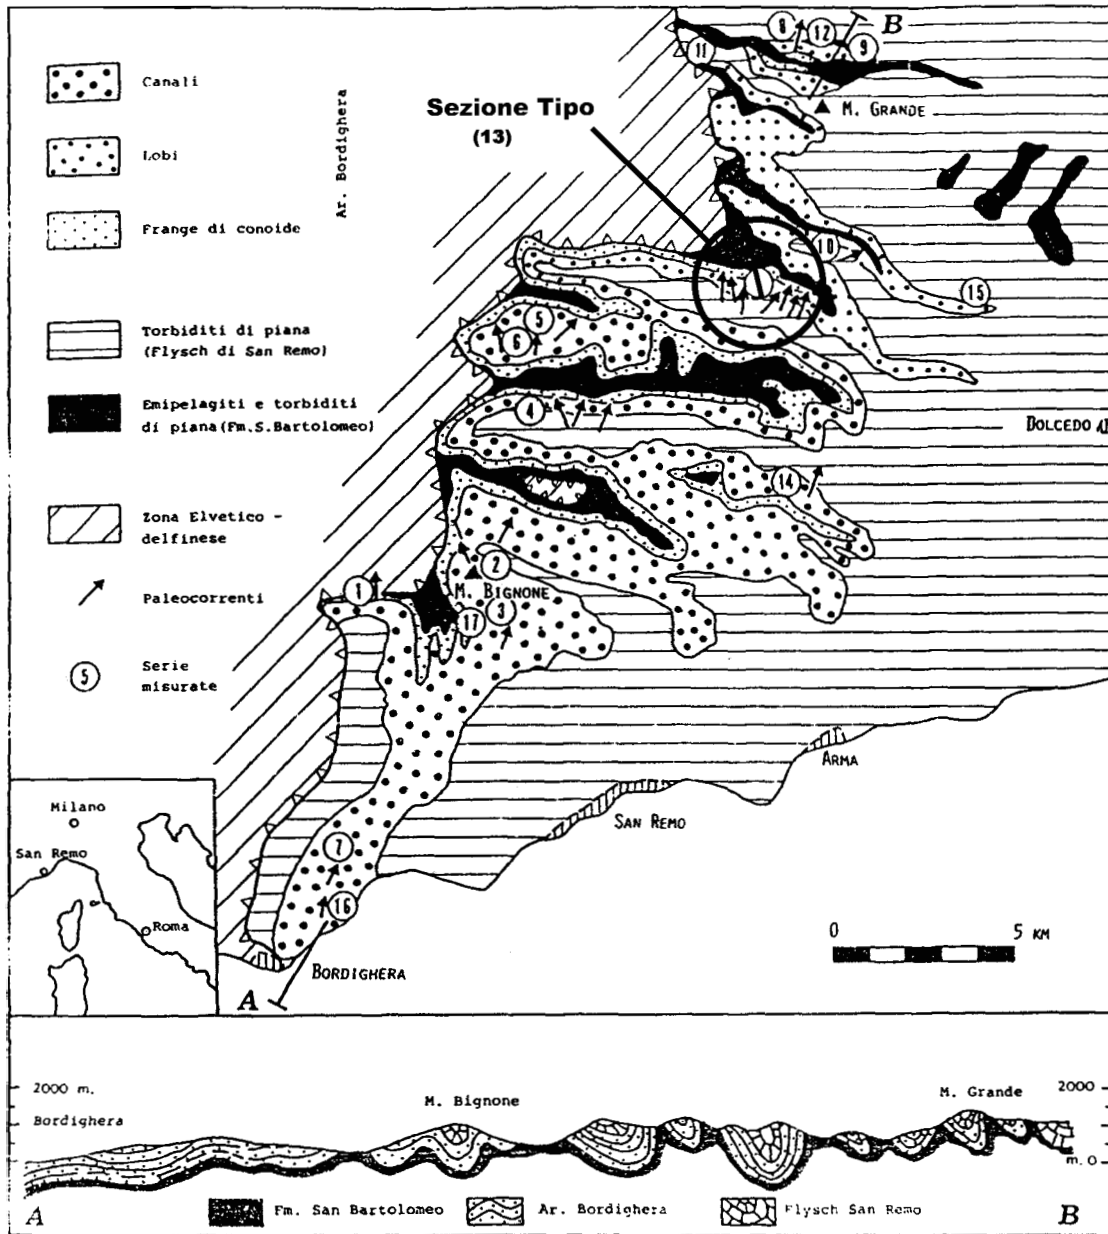 Canali
Lobi
Frange di conoide
Ar. Bordighera
Torbiditi di piana
(Flysch di San Remo)
Emipelagiti e torbiditi
di piana(Fm.S.Bartolomeo)
Zona Elvetico -
delfinese
Paleocorrenti
5
Serie
misurate
Sezione Tipo
(13)
8
12
B
9
11
M. GRANDE
10
15
5
6
4
DOLCEDO
14
2
1
M. BIGNONE
17
3
ARMA
SAN REMO
7
16
BORDIGHERA
A
0
5 KM
Milano
San Remo
Roma
2000 m.
Bordighera
M. Bignone
M. Grande
2000
m. 0
A
Fm. San Bartolomeo
Ar. Bordighera
Flysch San Remo
B